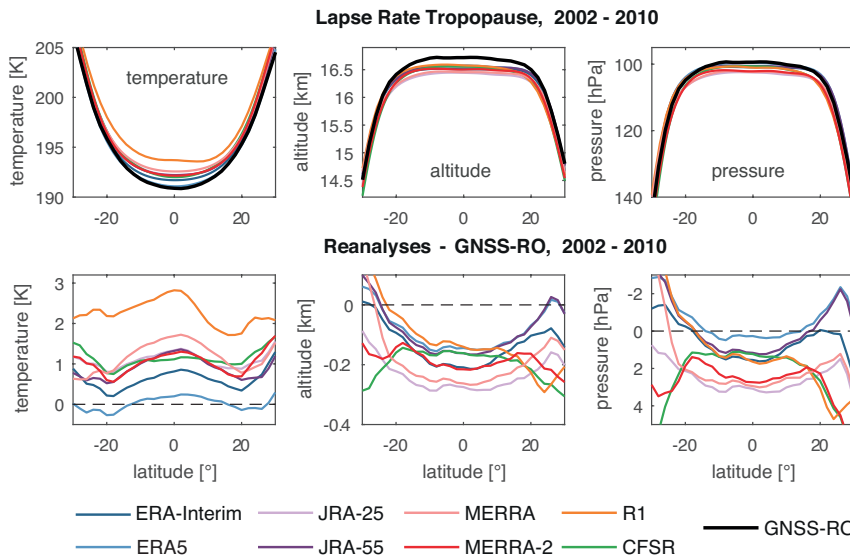 Lapse Rate Tropopause, 2002 - 2010
temperature [K]
205
200
195
190
temperature
-20
0
20
altitude [km]
16.5
16
15.5
15
14.5
altitude
-20
0
20
pressure [hPa]
100
120
140
pressure
-20
0
20
Reanalyses - GNSS-RO, 2002 - 2010
temperature [K]
3
2
1
0
-20
0
20
latitude [°]
altitude [km]
0
-0.2
-0.4
-20
0
20
latitude [°]
pressure [hPa]
-2
0
2
4
-20
0
20
latitude [°]
ERA-Interim
JRA-25
MERRA
R1
GNSS-RO
ERA5
JRA-55
MERRA-2
CFSR